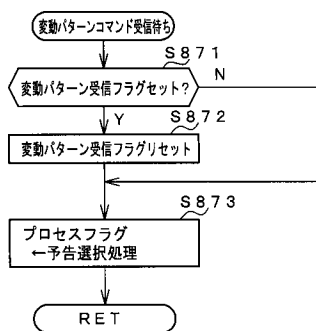 変動パターンコマンド受信待ち
S871
変動パターン受信フラグセット?
N
Y
S872
変動パターン受信フラグリセット
S873
プロセスフラグ
←予告選択処理
RET